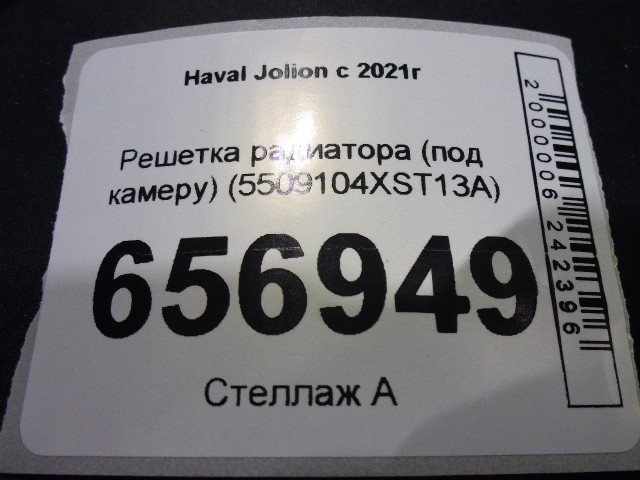 Haval Jolion с 2021г
Решетка радиатора (под
камеру) (5509104XST13A)
656949
Стеллаж А
2000006242396